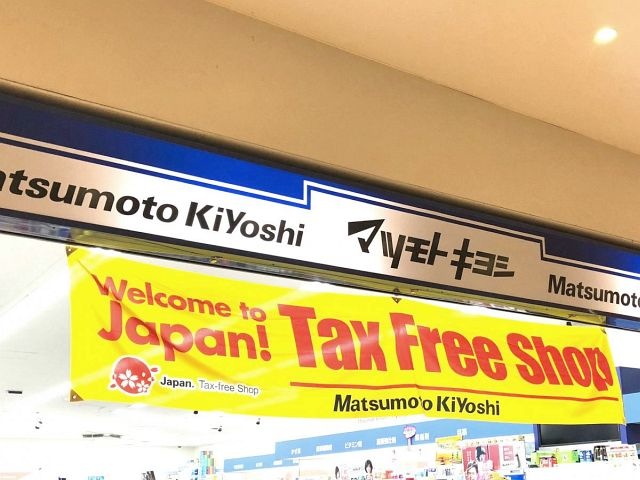 atsumoto KiYoshi
マツモトキヨシ
Matsumoto
Welcome to
Japan!
Tax Free Shop
Japan. Tax-free Shop
Matsumoto KiYoshi